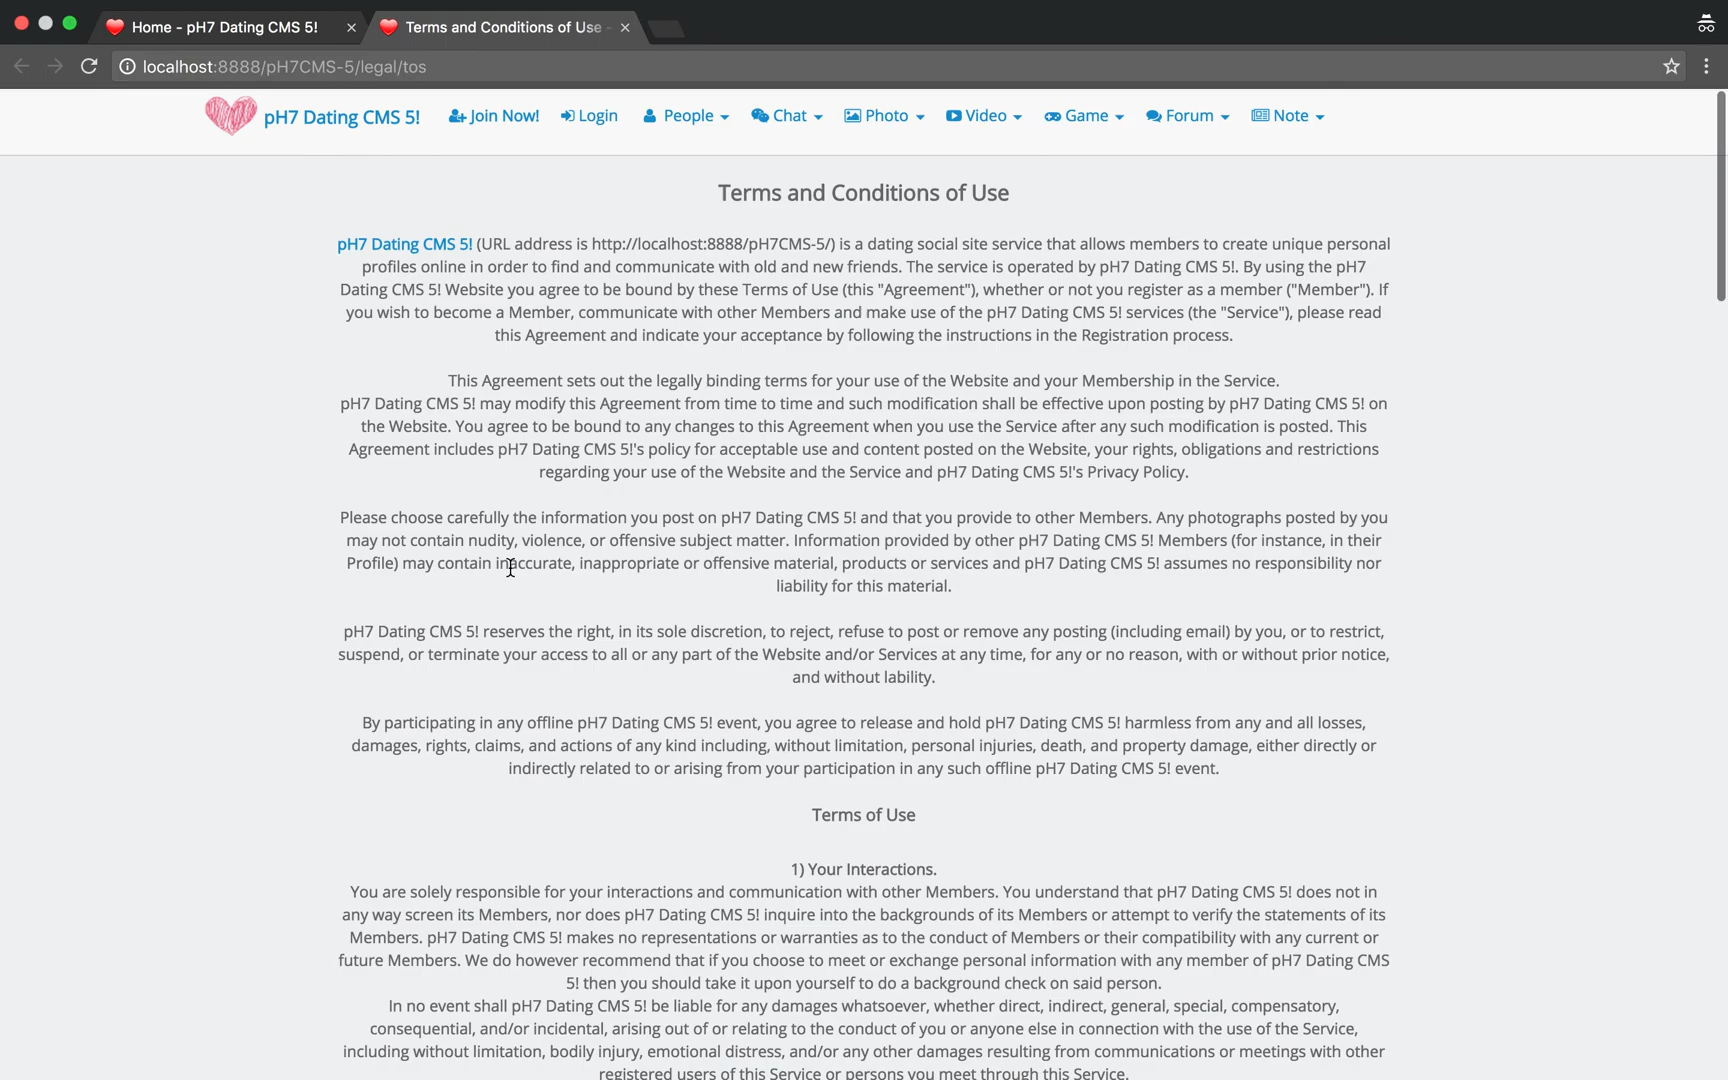 Home - pH7 Dating CMS 5!
Terms and Conditions of Use -
localhost:8888/pH7CMS-5/legal/tos
pH7 Dating CMS 5! Join Now! Login People Chat Photo Video Game Forum Note
Terms and Conditions of Use
pH7 Dating CMS 5! (URL address is http://localhost:8888/pH7CMS-5/) is a dating social site service that allows members to create unique personal
profiles online in order to find and communicate with old and new friends. The service is operated by pH7 Dating CMS 5!. By using the pH7
Dating CMS 5! Website you agree to be bound by these Terms of Use (this "Agreement"), whether or not you register as a member ("Member"). If
you wish to become a Member, communicate with other Members and make use of the pH7 Dating CMS 5! services (the "Service"), please read
this Agreement and indicate your acceptance by following the instructions in the Registration process.
This Agreement sets out the legally binding terms for your use of the Website and your Membership in the Service.
pH7 Dating CMS 5! may modify this Agreement from time to time and such modification shall be effective upon posting by pH7 Dating CMS 5! on
the Website. You agree to be bound to any changes to this Agreement when you use the Service after any such modification is posted. This
Agreement includes pH7 Dating CMS 5!'s policy for acceptable use and content posted on the Website, your rights, obligations and restrictions
regarding your use of the Website and the Service and pH7 Dating CMS 5!'s Privacy Policy.
Please choose carefully the information you post on pH7 Dating CMS 5! and that you provide to other Members. Any photographs posted by you
may not contain nudity, violence, or offensive subject matter. Information provided by other pH7 Dating CMS 5! Members (for instance, in their
Profile) may contain inaccurate, inappropriate or offensive material, products or services and pH7 Dating CMS 5! assumes no responsibility nor
liability for this material.
pH7 Dating CMS 5! reserves the right, in its sole discretion, to reject, refuse to post or remove any posting (including email) by you, or to restrict,
suspend, or terminate your access to all or any part of the Website and/or Services at any time, for any or no reason, with or without prior notice,
and without lability.
By participating in any offline pH7 Dating CMS 5! event, you agree to release and hold pH7 Dating CMS 5! harmless from any and all losses,
damages, rights, claims, and actions of any kind including, without limitation, personal injuries, death, and property damage, either directly or
indirectly related to or arising from your participation in any such offline pH7 Dating CMS 5! event.
Terms of Use
1) Your Interactions.
You are solely responsible for your interactions and communication with other Members. You understand that pH7 Dating CMS 5! does not in
any way screen its Members, nor does pH7 Dating CMS 5! inquire into the backgrounds of its Members or attempt to verify the statements of its
Members. pH7 Dating CMS 5! makes no representations or warranties as to the conduct of Members or their compatibility with any current or
future Members. We do however recommend that if you choose to meet or exchange personal information with any member of pH7 Dating CMS
5! then you should take it upon yourself to do a background check on said person.
In no event shall pH7 Dating CMS 5! be liable for any damages whatsoever, whether direct, indirect, general, special, compensatory,
consequential, and/or incidental, arising out of or relating to the conduct of you or anyone else in connection with the use of the Service,
including without limitation, bodily injury, emotional distress, and/or any other damages resulting from communications or meetings with other
registered users of this Service or persons you meet through this Service.